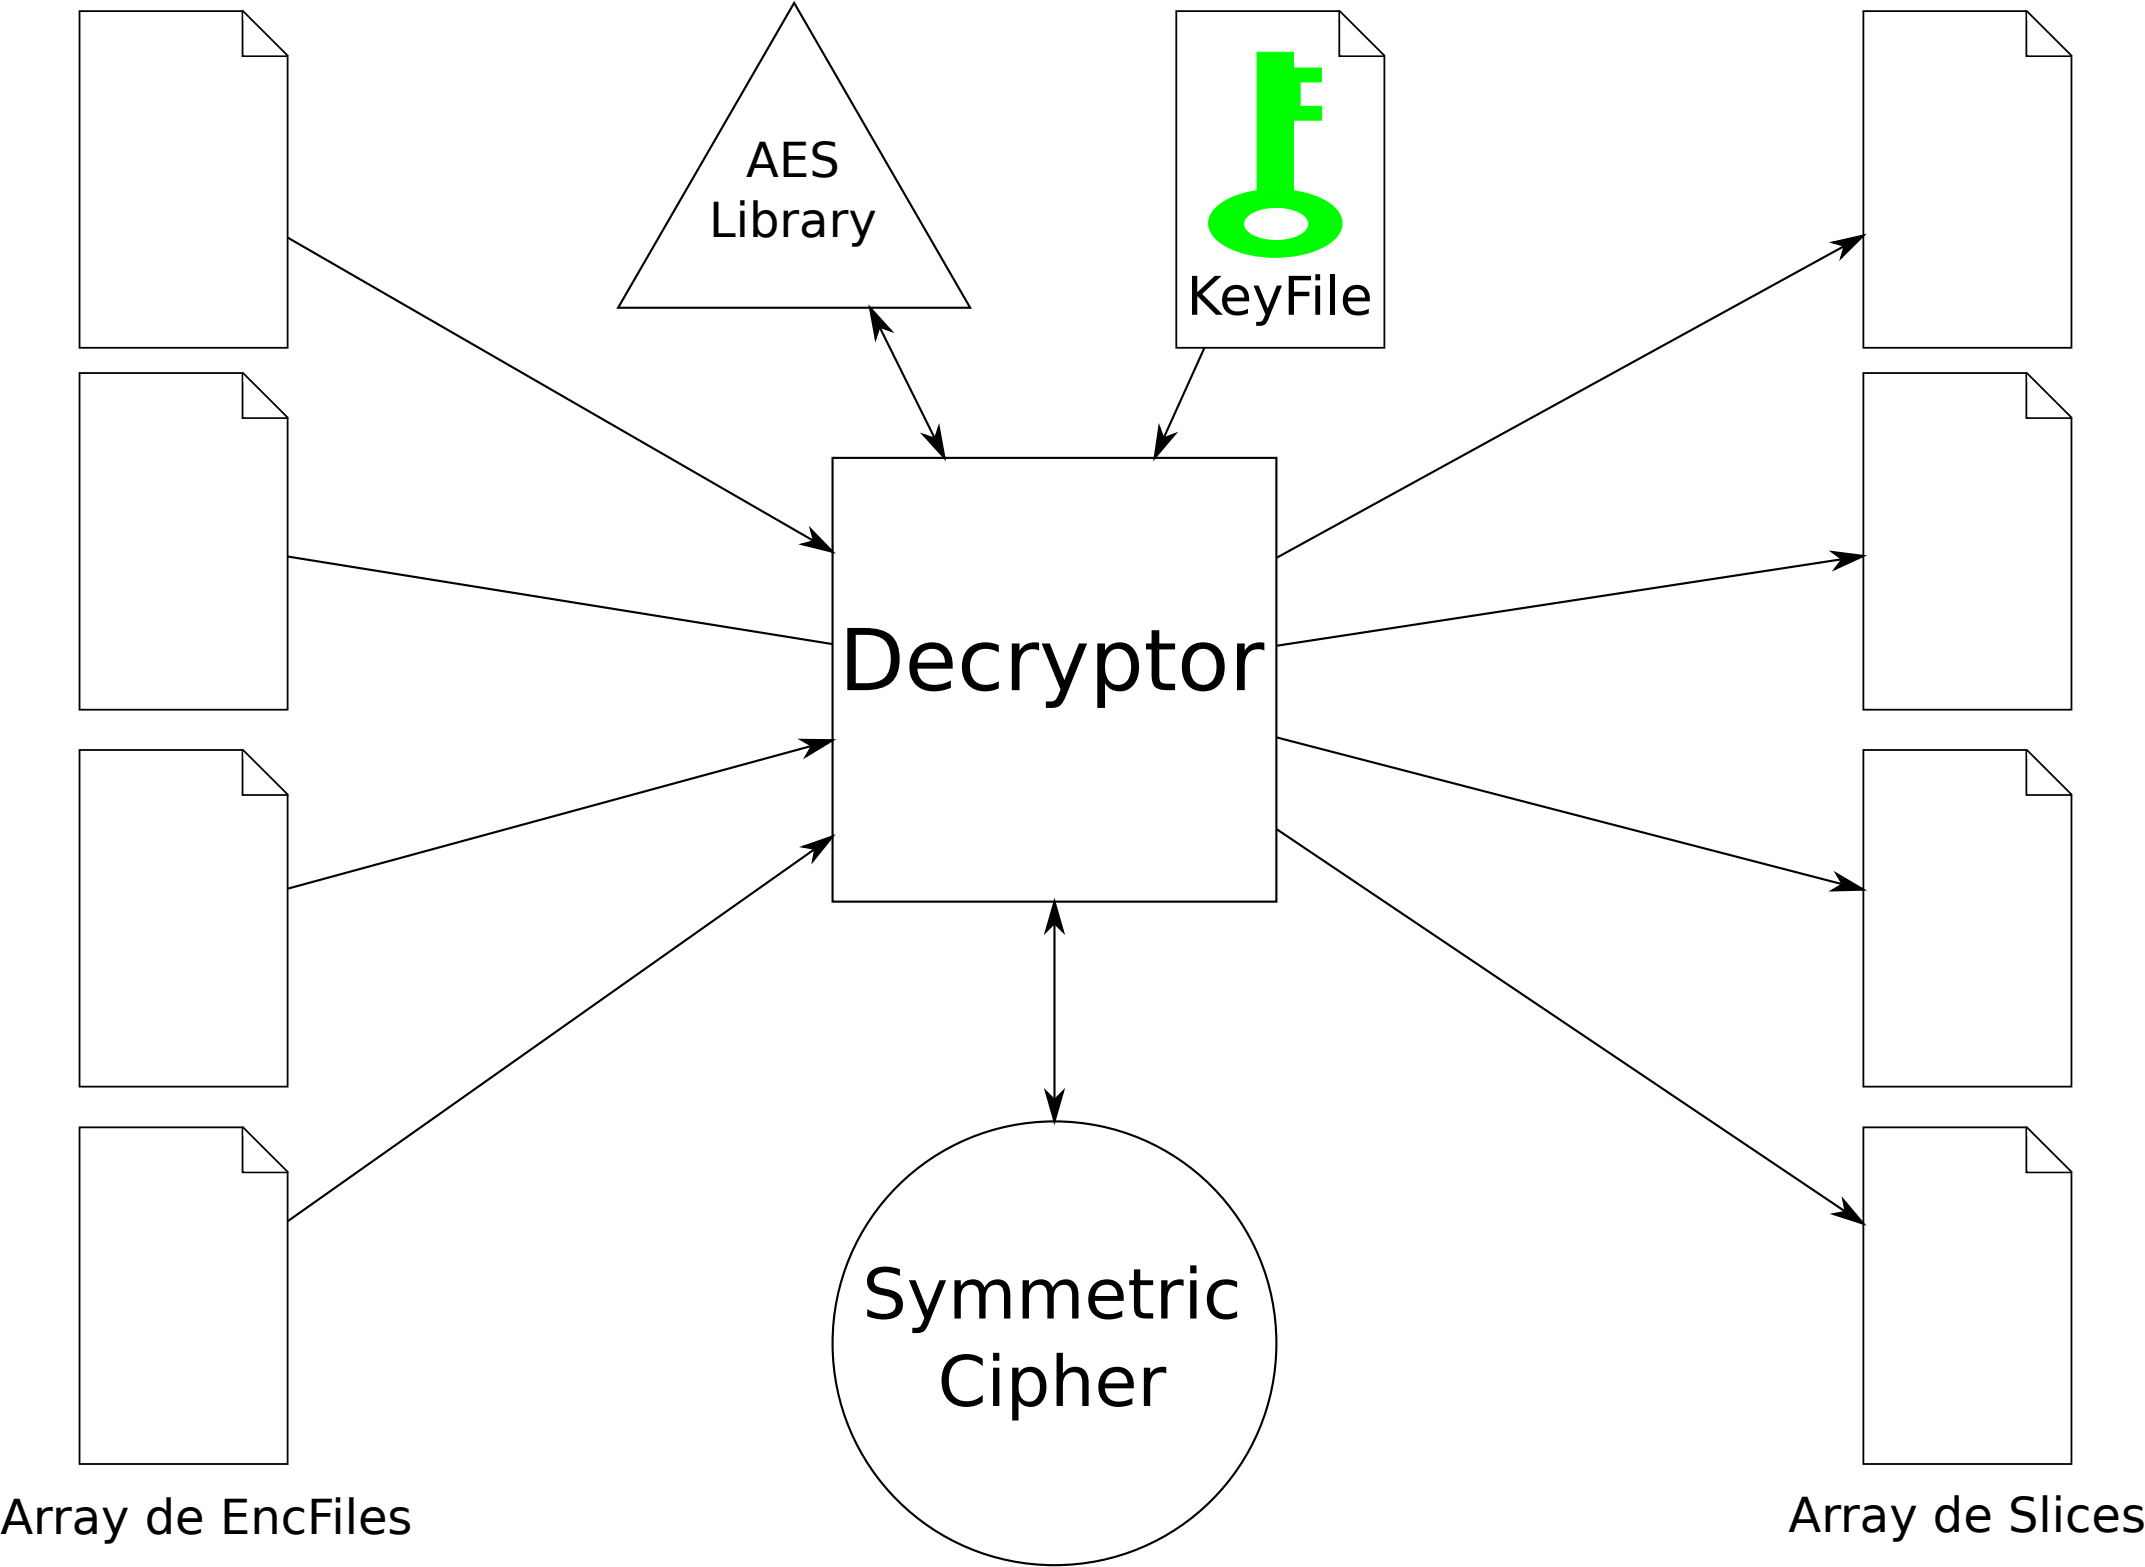 AES
Library
KeyFile
Decryptor
Symmetric
Cipher
Array de EncFiles
Array de Slices